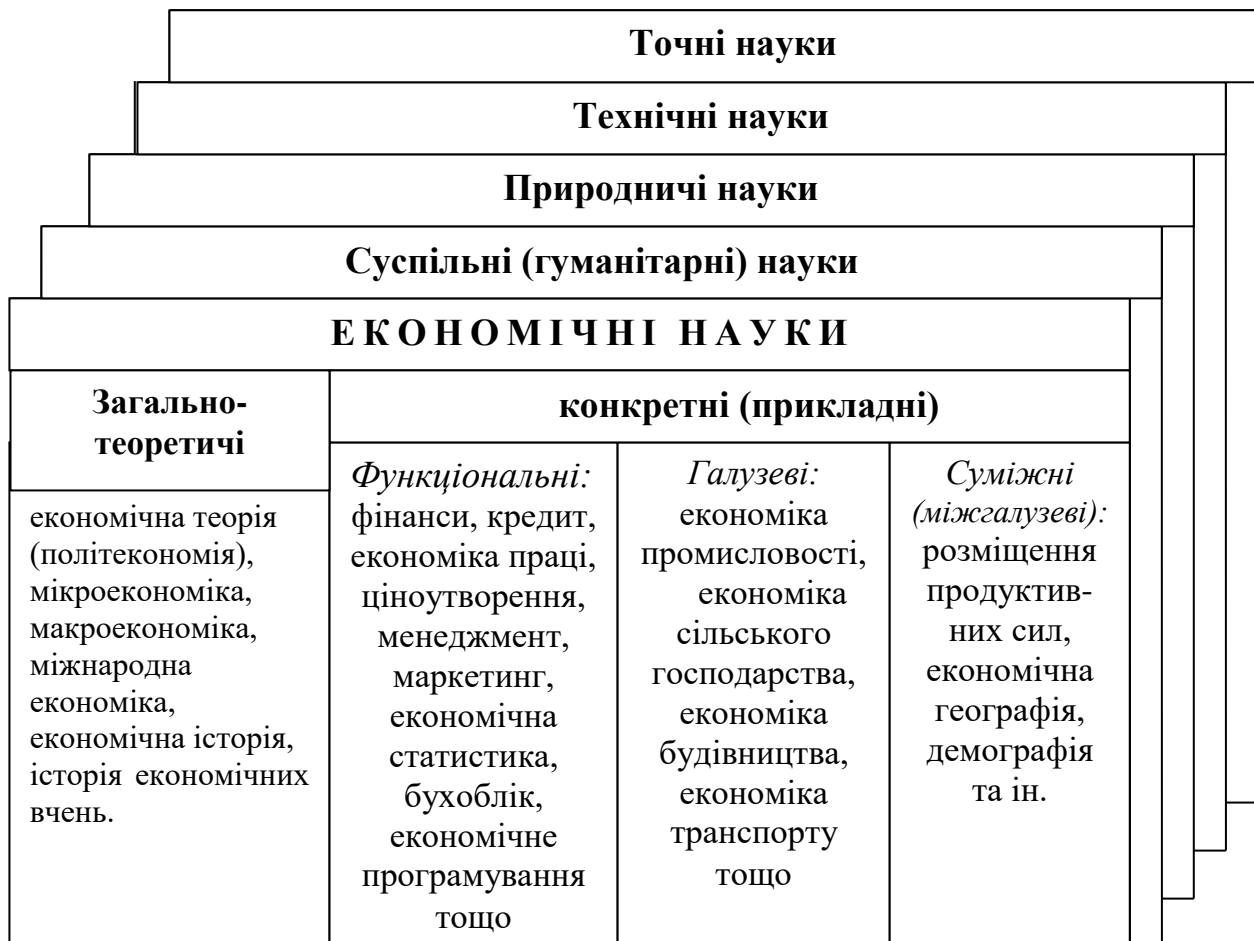 Точні науки
Технічні науки
Природничі науки
Суспільні (гуманітарні) науки
ЕКОНОМІЧНІ НАУКИ
Загально-
теоретичі
конкретні (прикладні)
економічна теорія
(політекономія),
мікроекономіка,
макроекономіка,
міжнародна
економіка,
економічна історія,
історія економічних
вчень.
Функціональні:
фінанси, кредит,
економіка праці,
ціноутворення,
менеджмент,
маркетинг,
економічна
статистика,
бухоблік,
економічне
програмування
тощо
Галузеві:
економіка
промисловості,
економіка
сільського
господарства,
економіка
будівництва,
економіка
транспорту
тощо
Суміжні
(міжгалузеві):
розміщення
продуктив-
них сил,
економічна
географія,
демографія
та ін.